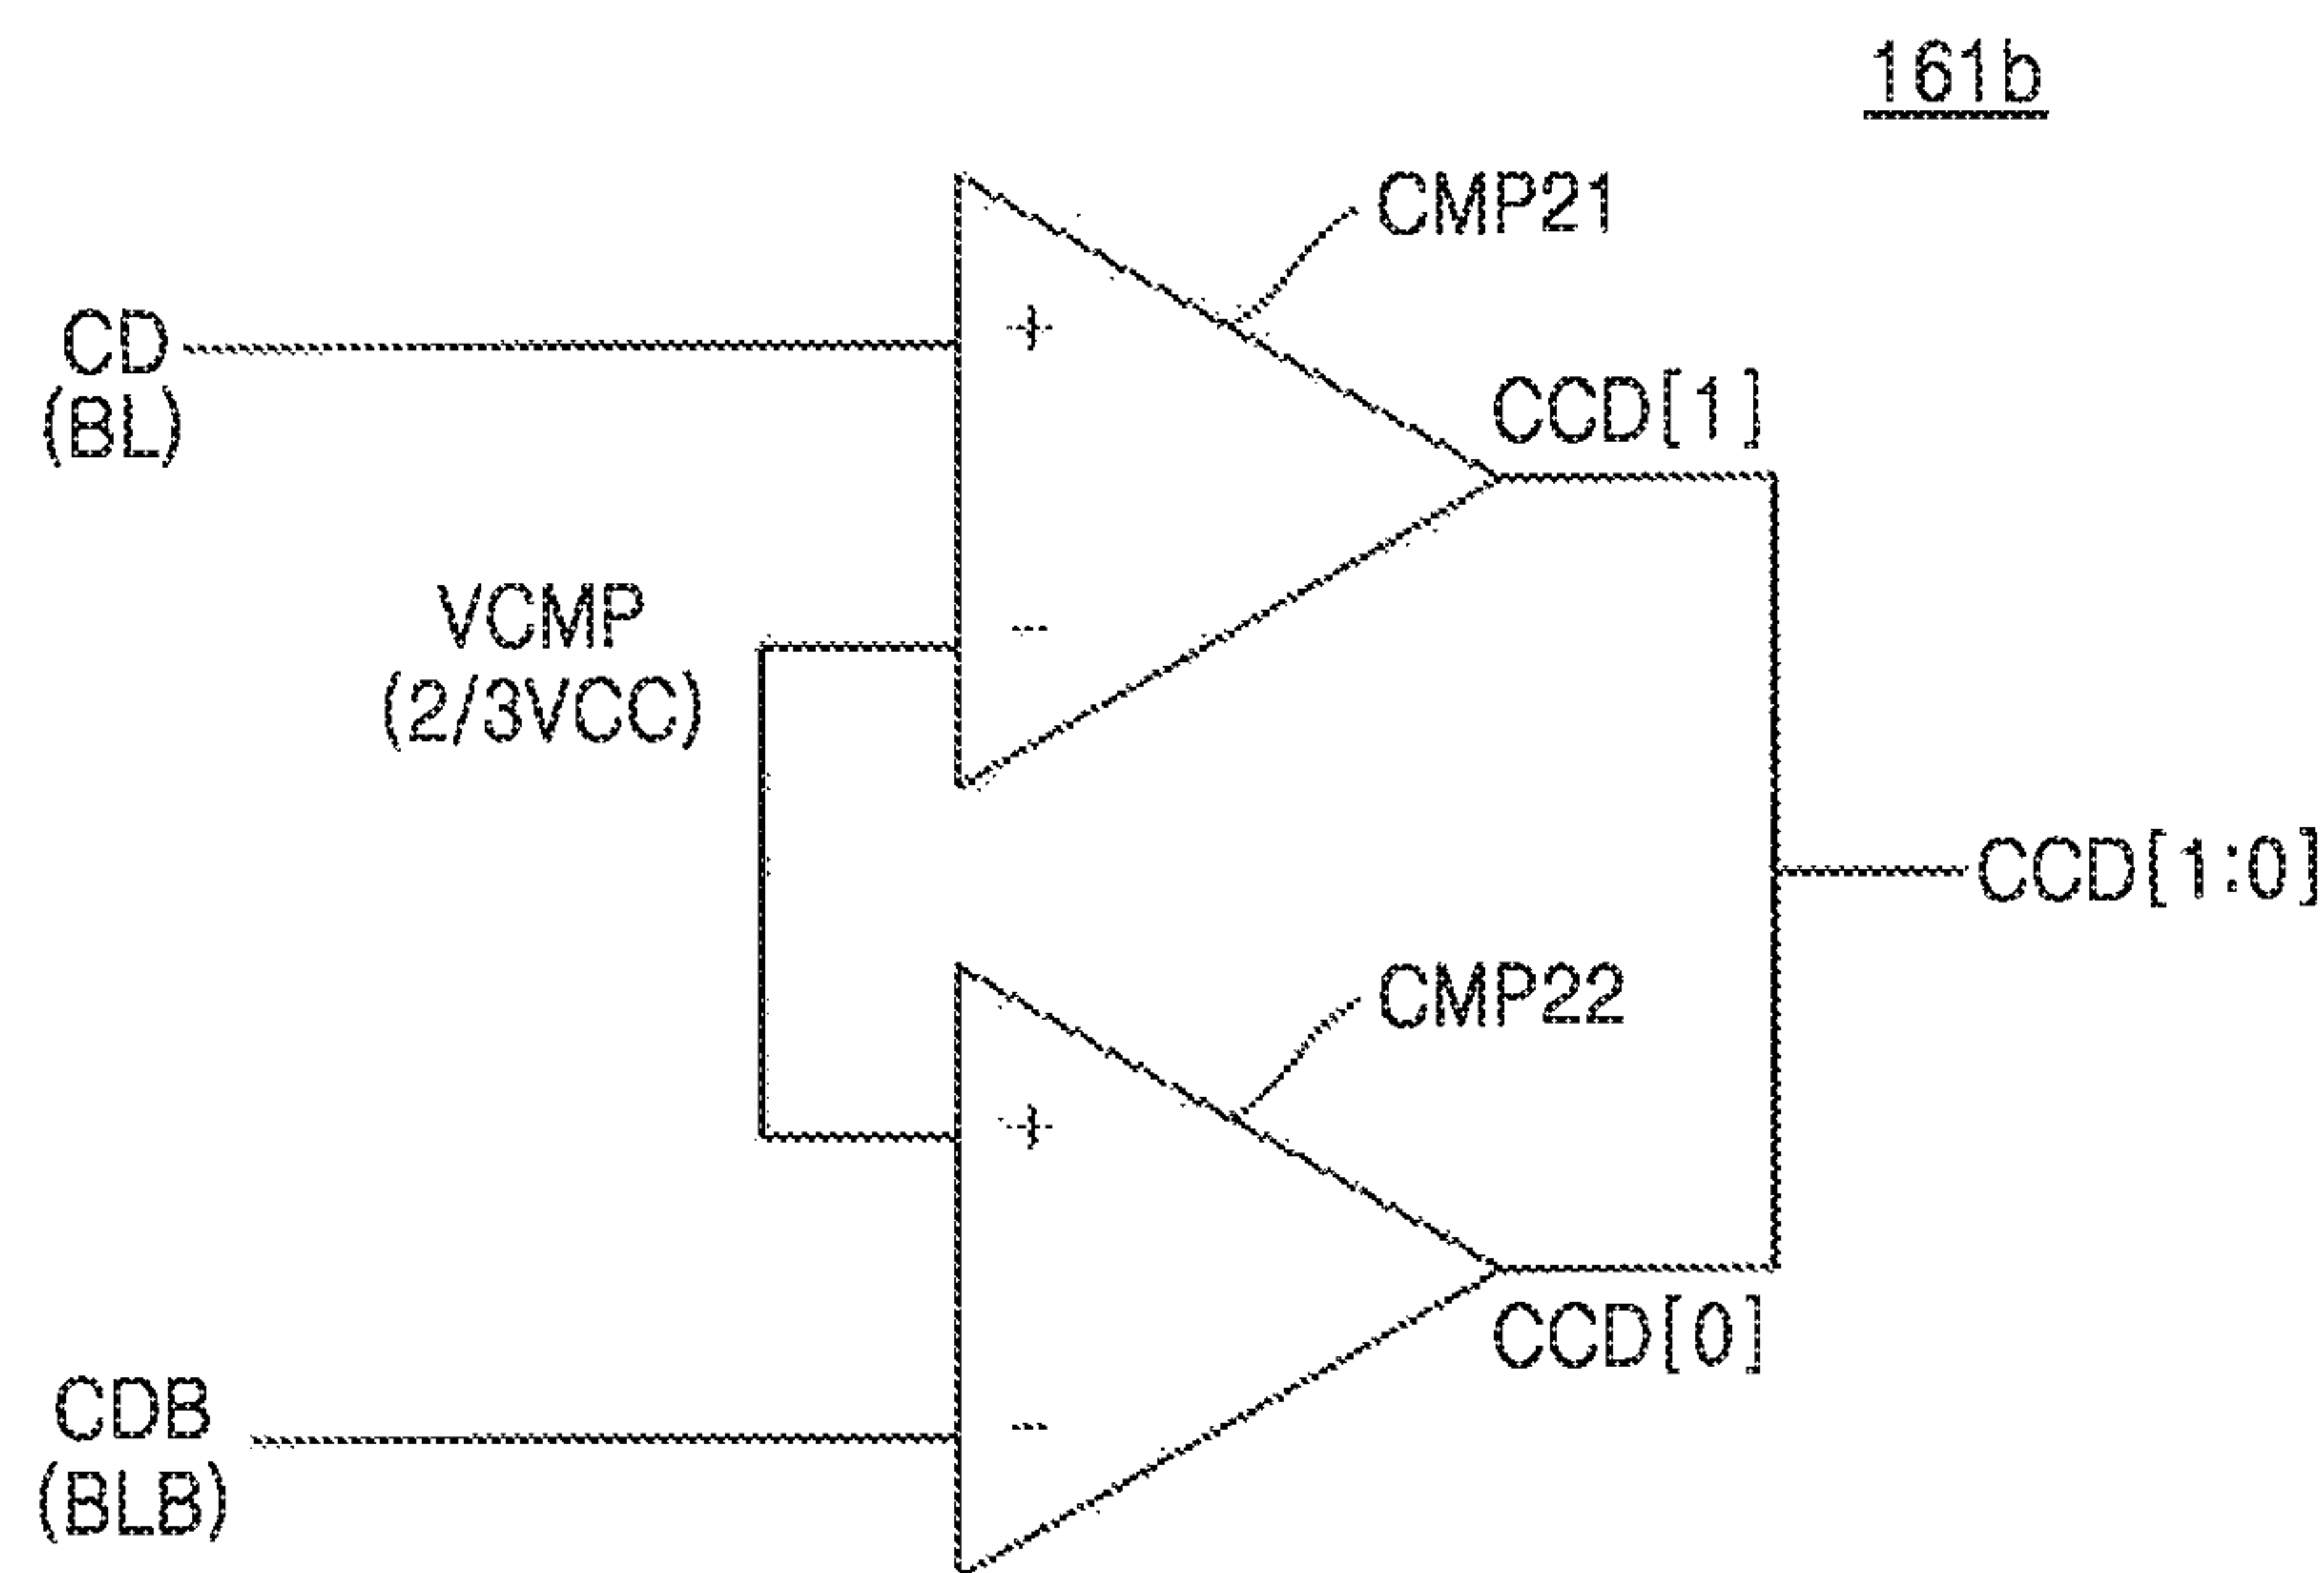 161b
CMP21
CD
(BL)
+
CCD[1]
VCMP
(2/3VCC)
-
CCD[1:0]
CMP22
+
CCD[0]
CDB
(BLB)
-